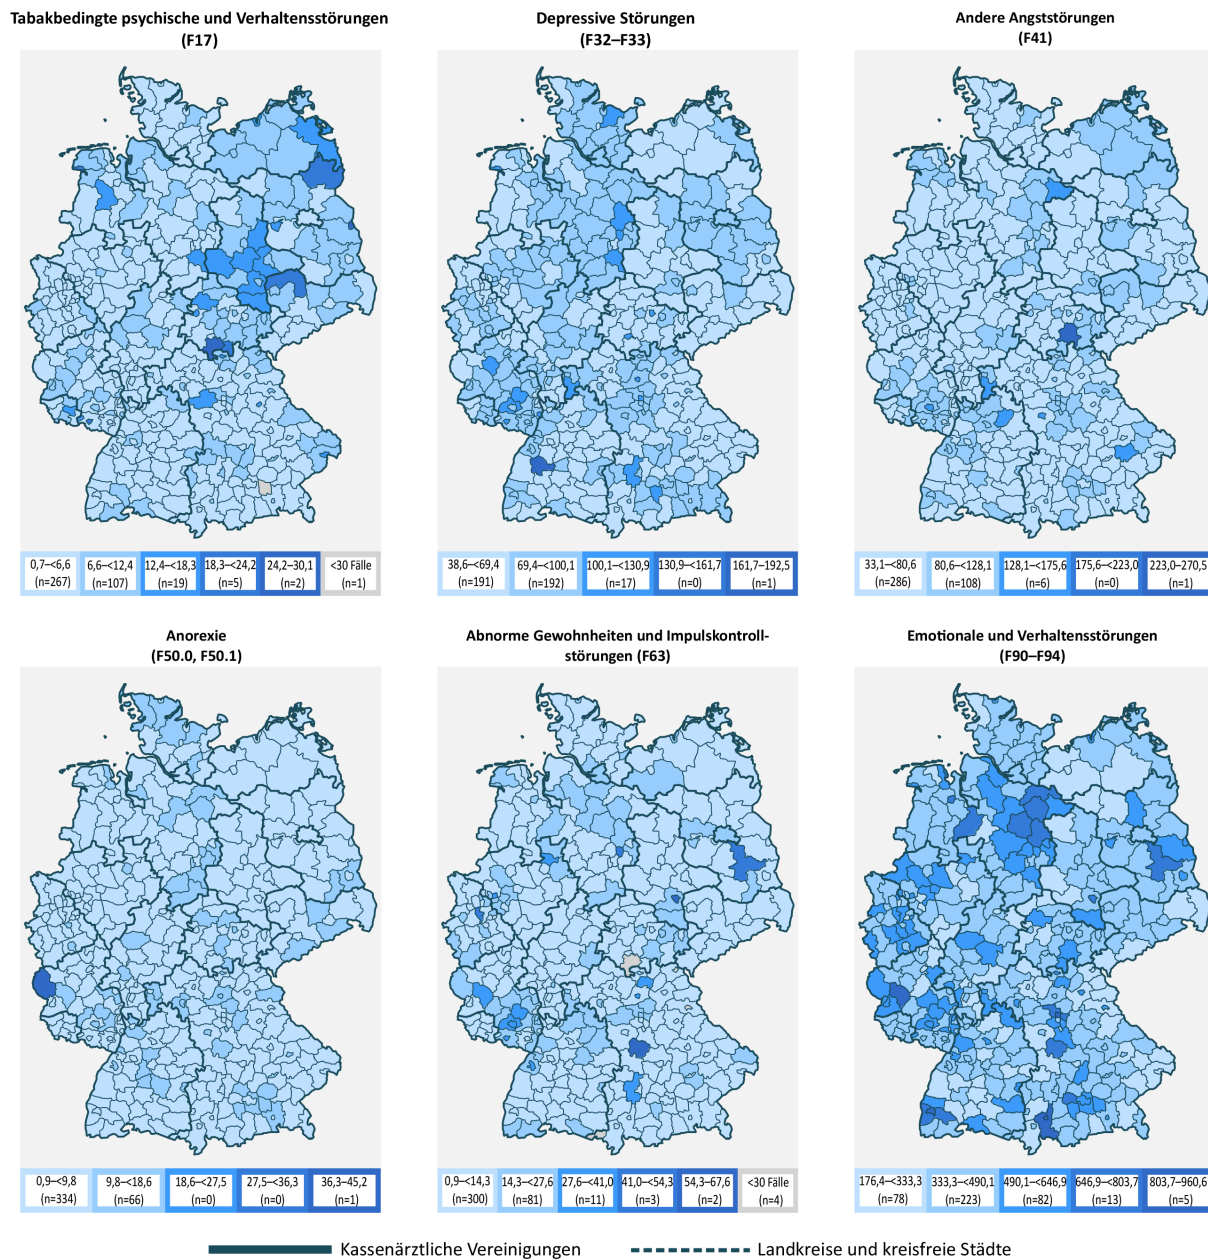 Tabakbedingte psychische und Verhaltensstörungen
(F17)
Depressive Störungen
(F32–F33)
Andere Angststörungen
(F41)
0,7–<6,6
(n=267)
6,6–<12,4
(n=107)
12,4–<18,3
(n=19)
18,3–<24,2
(n=5)
24,2–30,1
(n=2)
<30 Fälle
(n=1)
38,6–<69,4
(n=191)
69,4–<100,1
(n=192)
100,1–<130,9
(n=17)
130,9–<161,7
(n=0)
161,7–192,5
(n=1)
33,1–<80,6
(n=286)
80,6–<128,1
(n=108)
128,1–<175,6
(n=6)
175,6–<223,0
(n=0)
223,0–270,5
(n=1)
Anorexie
(F50.0, F50.1)
Abnorme Gewohnheiten und Impulskontroll-
störungen (F63)
Emotionale und Verhaltensstörungen
(F90–F94)
0,9–<9,8
(n=334)
9,8–<18,6
(n=66)
18,6–<27,5
(n=0)
27,5–<36,3
(n=0)
36,3–45,2
(n=1)
0,9–<14,3
(n=300)
14,3–<27,6
(n=81)
27,6–<41,0
(n=11)
41,0–<54,3
(n=3)
54,3–<67,6
(n=2)
<30 Fälle
(n=4)
176,4–<333,3
(n=78)
333,3–<490,1
(n=223)
490,1–<646,9
(n=82)
646,9–<803,7
(n=13)
803,7–960,6
(n=5)
Kassenärztliche Vereinigungen
Landkreise und kreisfreie Städte